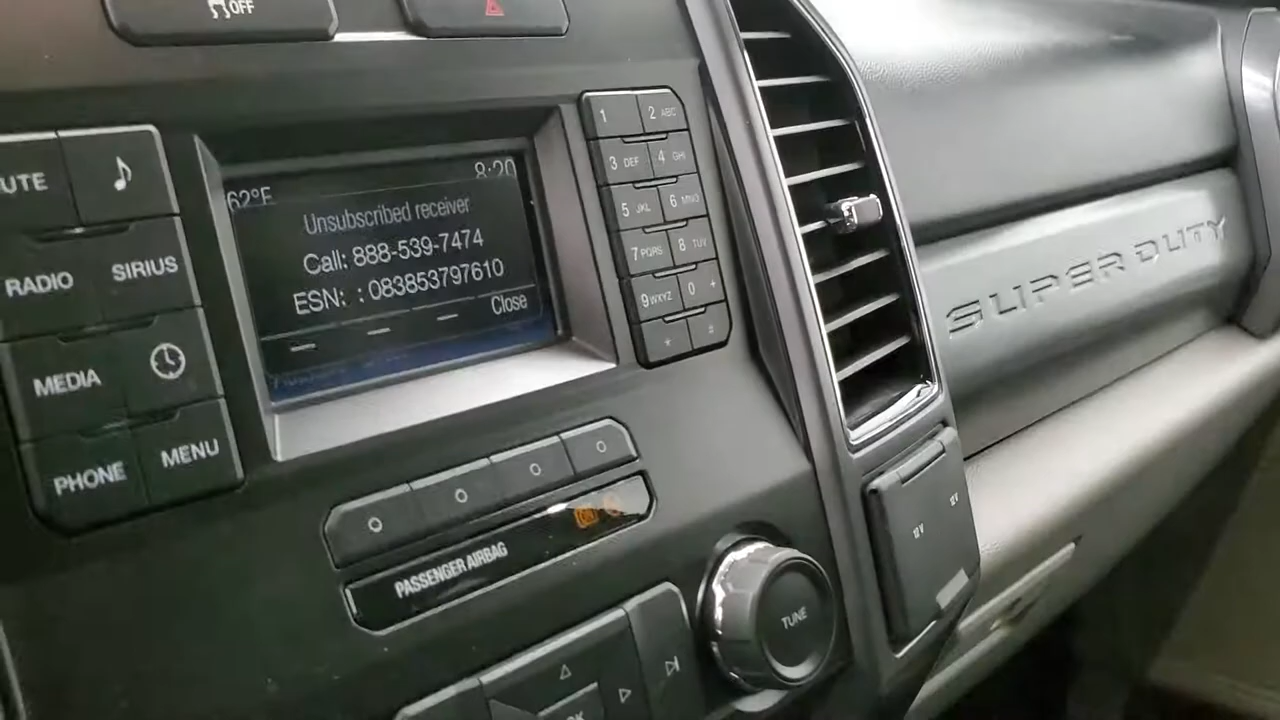 OFF
UTE
RADIO
SIRIUS
MEDIA
PHONE
MENU
62°F
8:20
Unsubscribed receiver
Call: 888-539-7474
ESN: : 083853797610
Close
1
2 ABC
3 DEF
4 GHI
5 JKL
6 MNO
7 PQRS
8 TUV
9 WXYZ
0 +
* #
PASSENGER AIRBAG
TUNE
12V
12V
SUPER DUTY